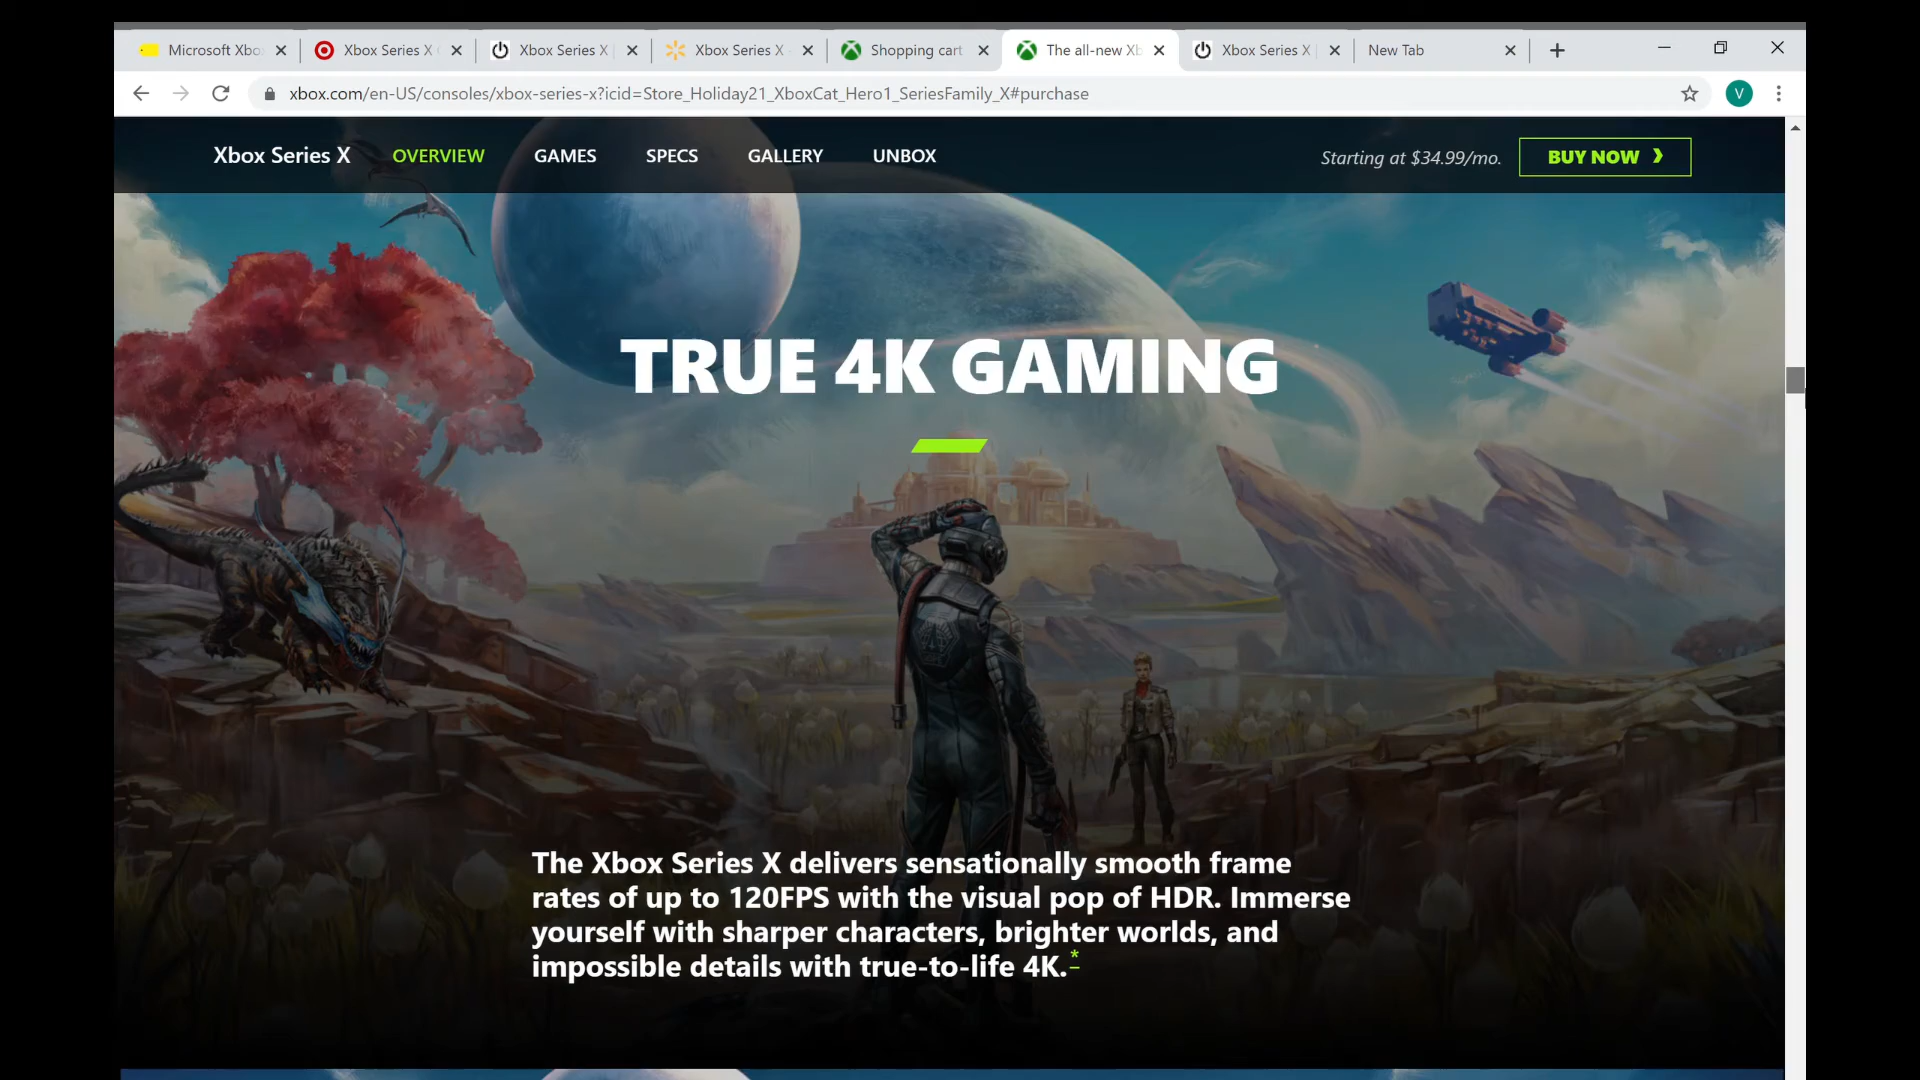 Microsoft Xbo
Xbox Series X
Xbox Series X
Xbox Series X
Shopping cart
The all-new Xb
Xbox Series X
New Tab
xbox.com/en-US/consoles/xbox-series-x?icid=Store_Holiday21_XboxCat_Hero1_SeriesFamily_X#purchase
V
Xbox Series X
OVERVIEW
GAMES
SPECS
GALLERY
UNBOX
Starting at $34.99/mo.
BUY NOW
TRUE 4K GAMING
The Xbox Series X delivers sensationally smooth frame
rates of up to 120FPS with the visual pop of HDR. Immerse
yourself with sharper characters, brighter worlds, and
impossible details with true-to-life 4K.*